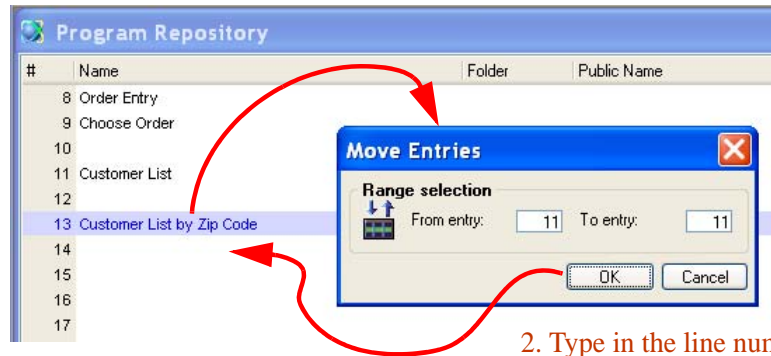 Program Repository
# Name Folder Public Name
8 Order Entry
9 Choose Order
10
11 Customer List
12
13 Customer List by Zip Code
14
15
16
17
Move Entries
Range selection
From entry: 11 To entry: 11
OK Cancel
2. Type in the line